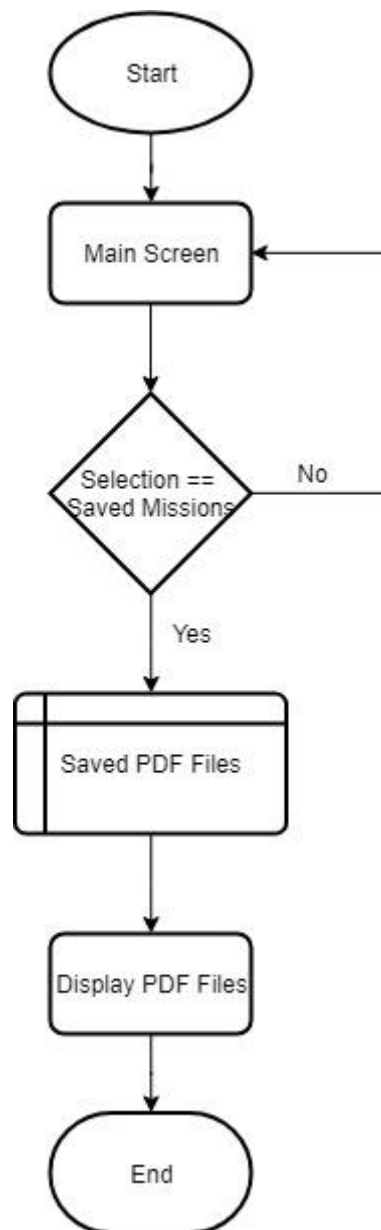 Start
Main Screen
Selection ==
Saved Missions
No
Yes
Saved PDF Files
Display PDF Files
End